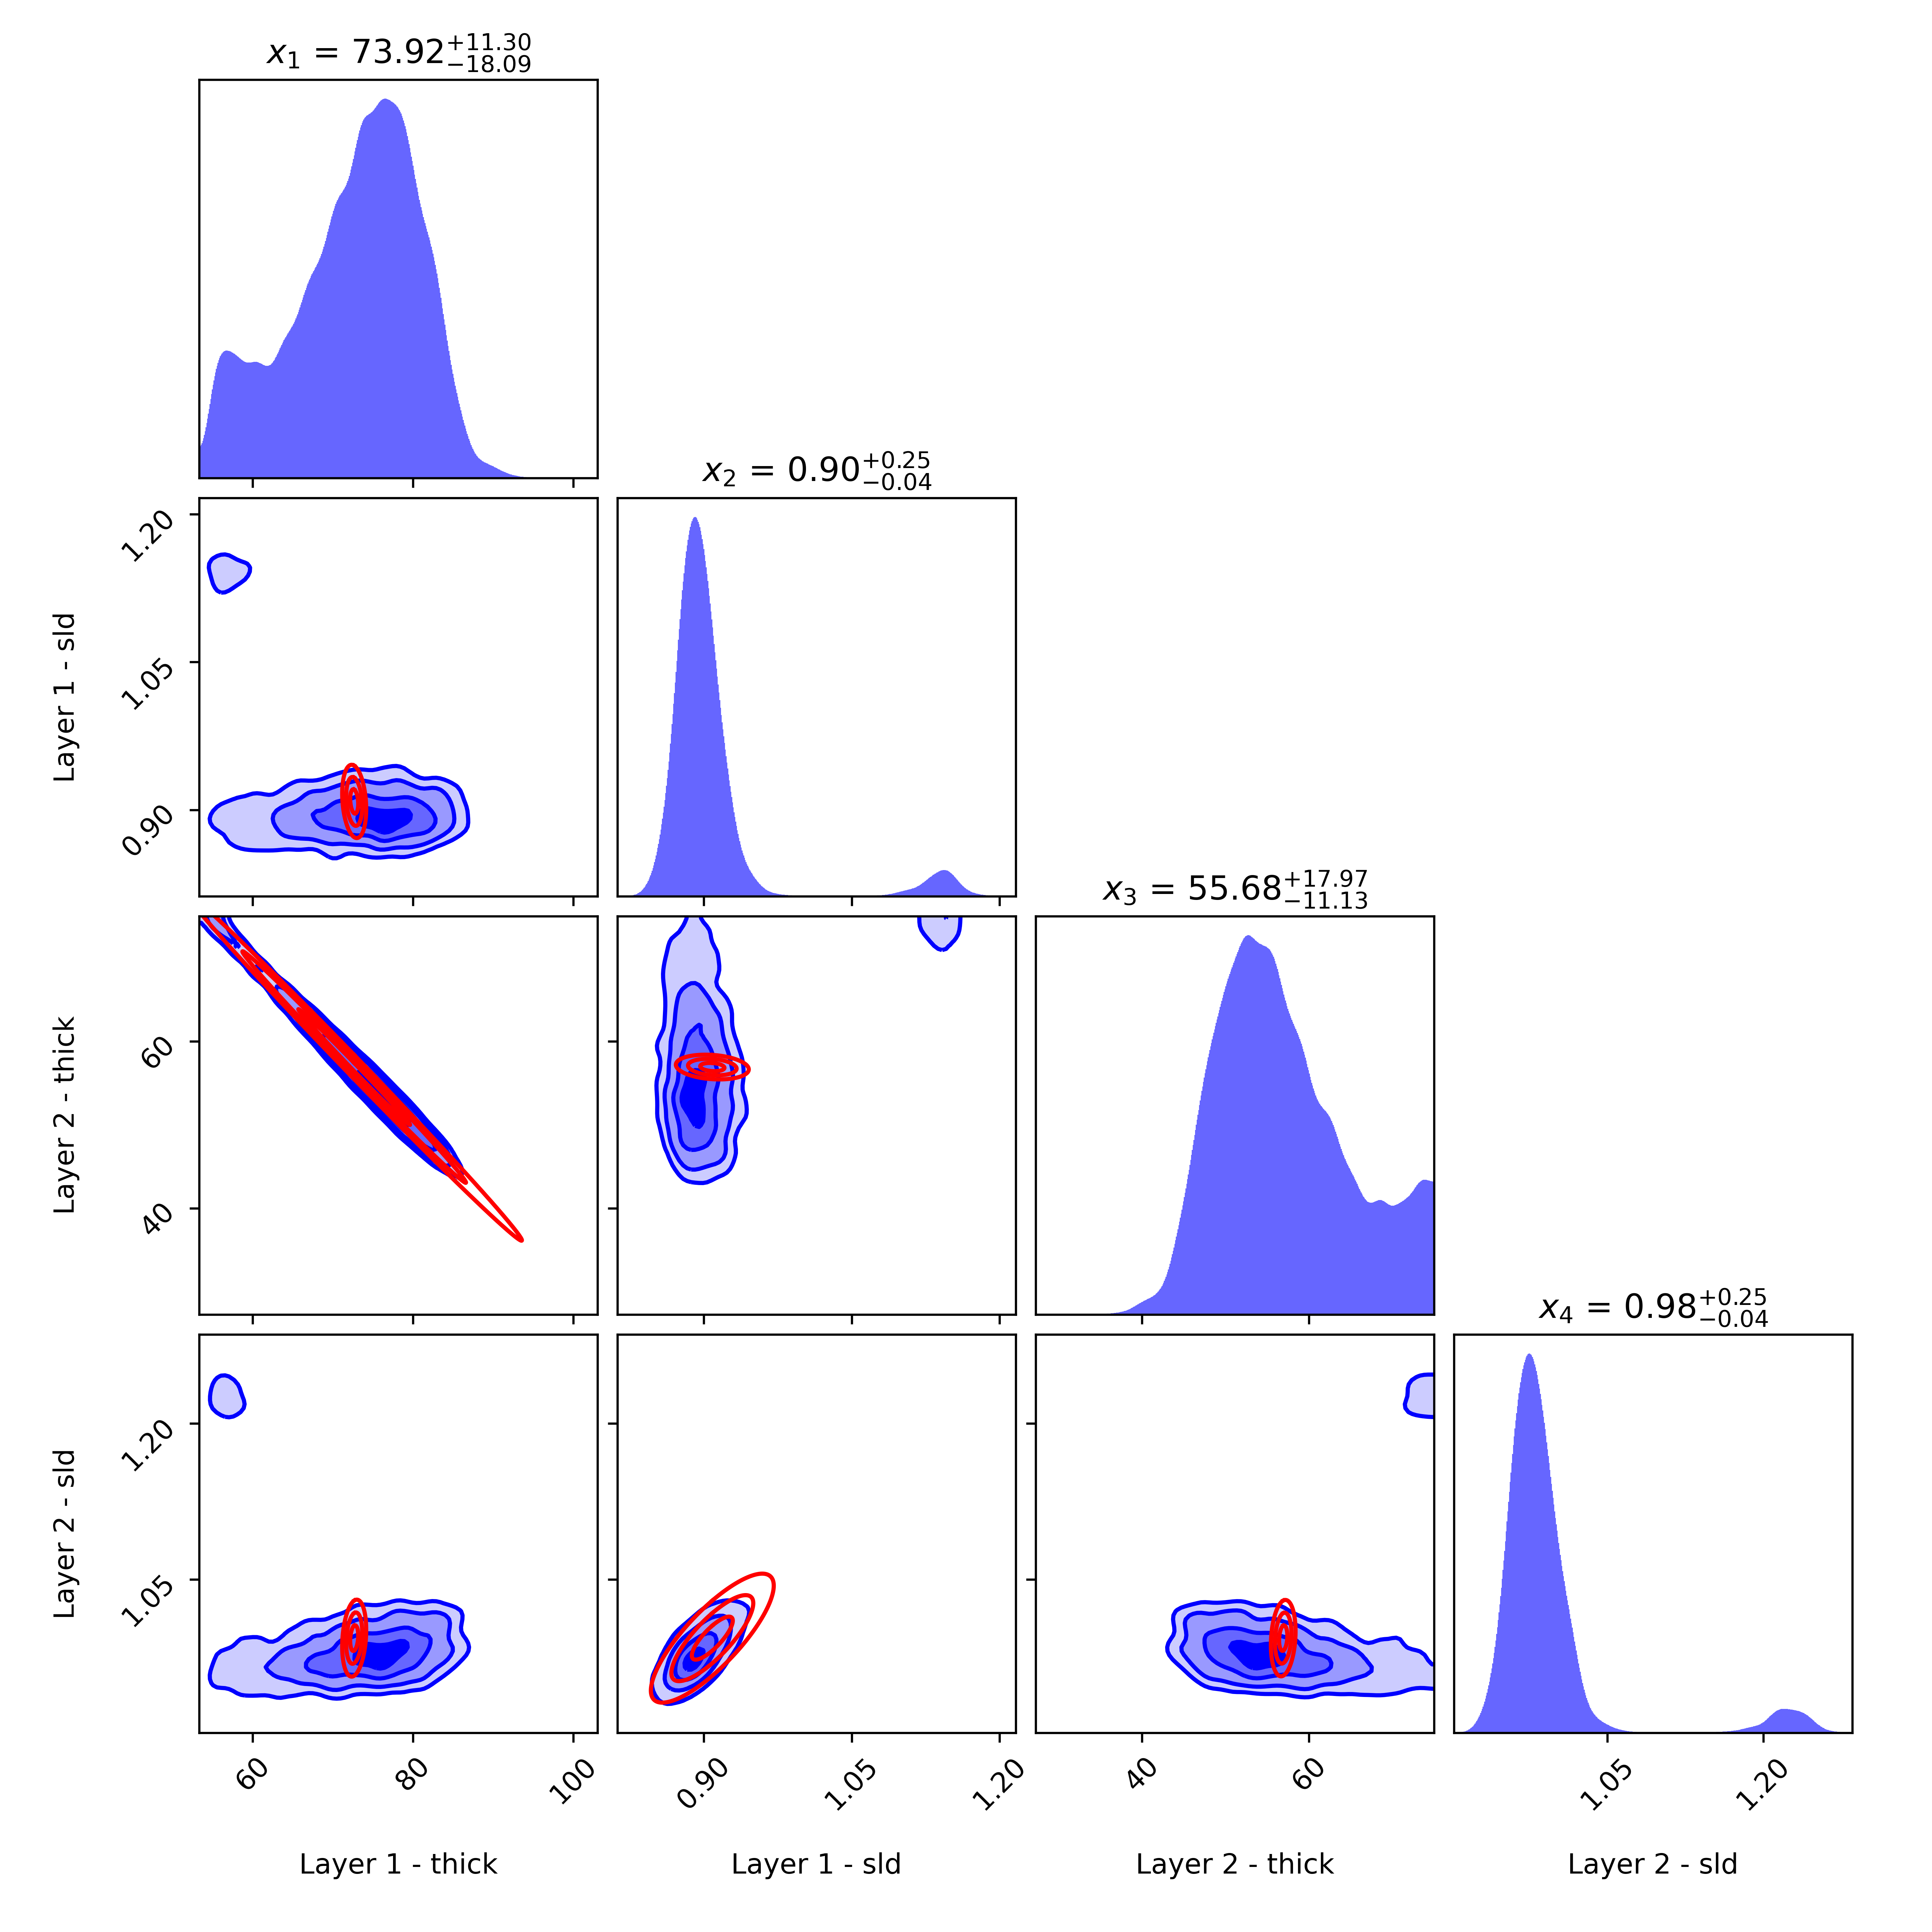 x₁ = 73.92 +11.30 −18.09
1.20
1.05
0.90
Layer 1 - sld
x₂ = 0.90 +0.25 −0.04
60
40
Layer 2 - thick
x₃ = 55.68 +17.97 −11.13
1.20
1.05
Layer 2 - sld
x₄ = 0.98 +0.25 −0.04
60 80 100
0.90 1.05 1.20
40 60
1.05 1.20
Layer 1 - thick
Layer 1 - sld
Layer 2 - thick
Layer 2 - sld